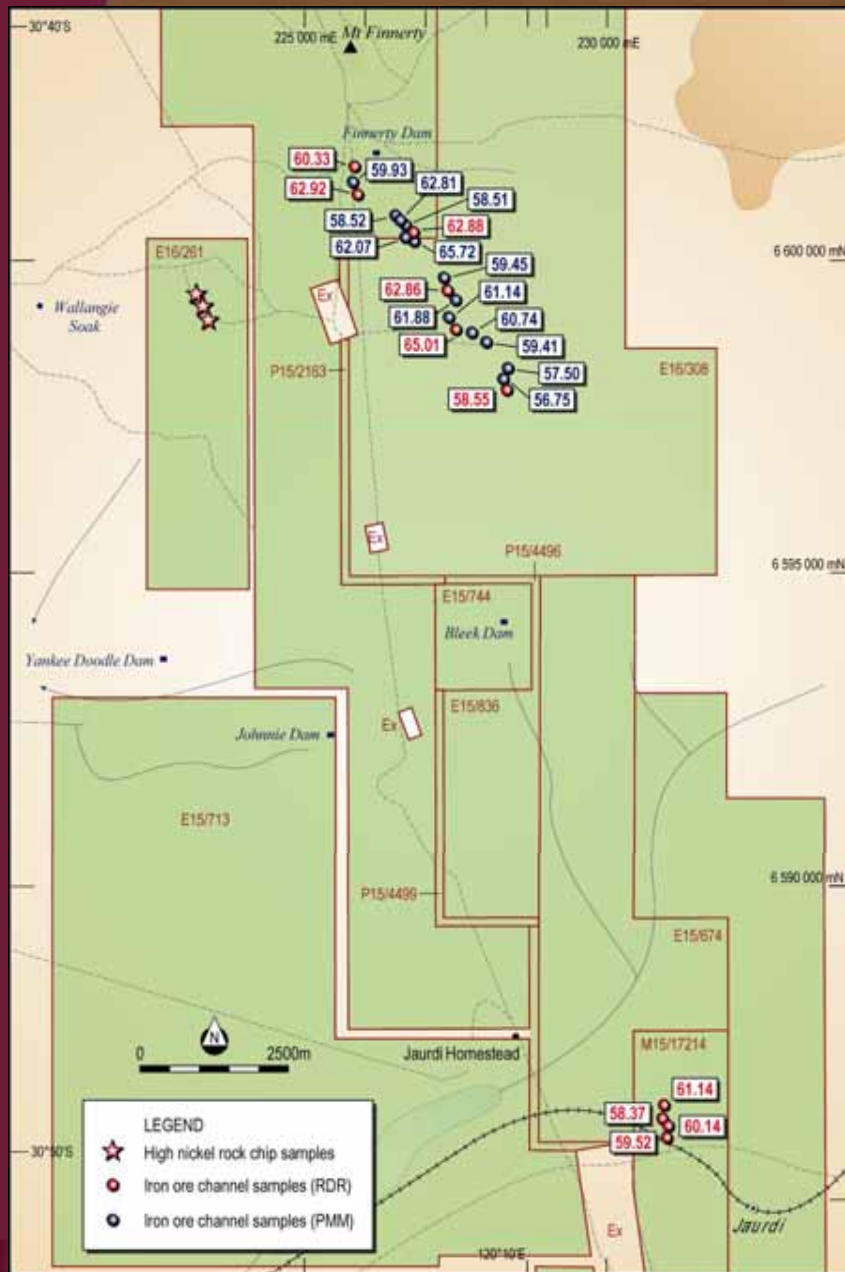 30°40'S
225 000 mE
Mt Finnerty
230 000 mE
Finnerty Dam
60.33
59.93
62.81
62.92
58.51
58.52
62.88
62.07
65.72
6 600 000 mN
E16/261
59.45
Ex
62.86
61.14
Wallangie
Soak
61.88
60.74
65.01
59.41
P15/2163
E16/308
57.50
58.55
56.75
Ex
P15/4496
6 595 000 mN
E15/744
Bleek Dam
Yankee Doodle Dam
E15/836
Ex
Johnnie Dam
E15/713
P15/4499
6 590 000 mN
E15/674
N
0
2500m
Jaurdi Homestead
M15/17214
61.14
58.37
60.14
59.52
LEGEND
High nickel rock chip samples
Iron ore channel samples (RDR)
Iron ore channel samples (PMM)
30°50'S
Jaurdi
Ex
120°10'E